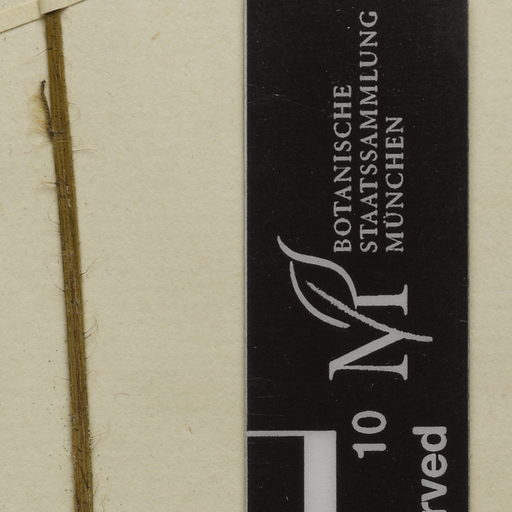 BOTANISCHE
STAATSSAMMLUNG
MÜNCHEN
10
rved